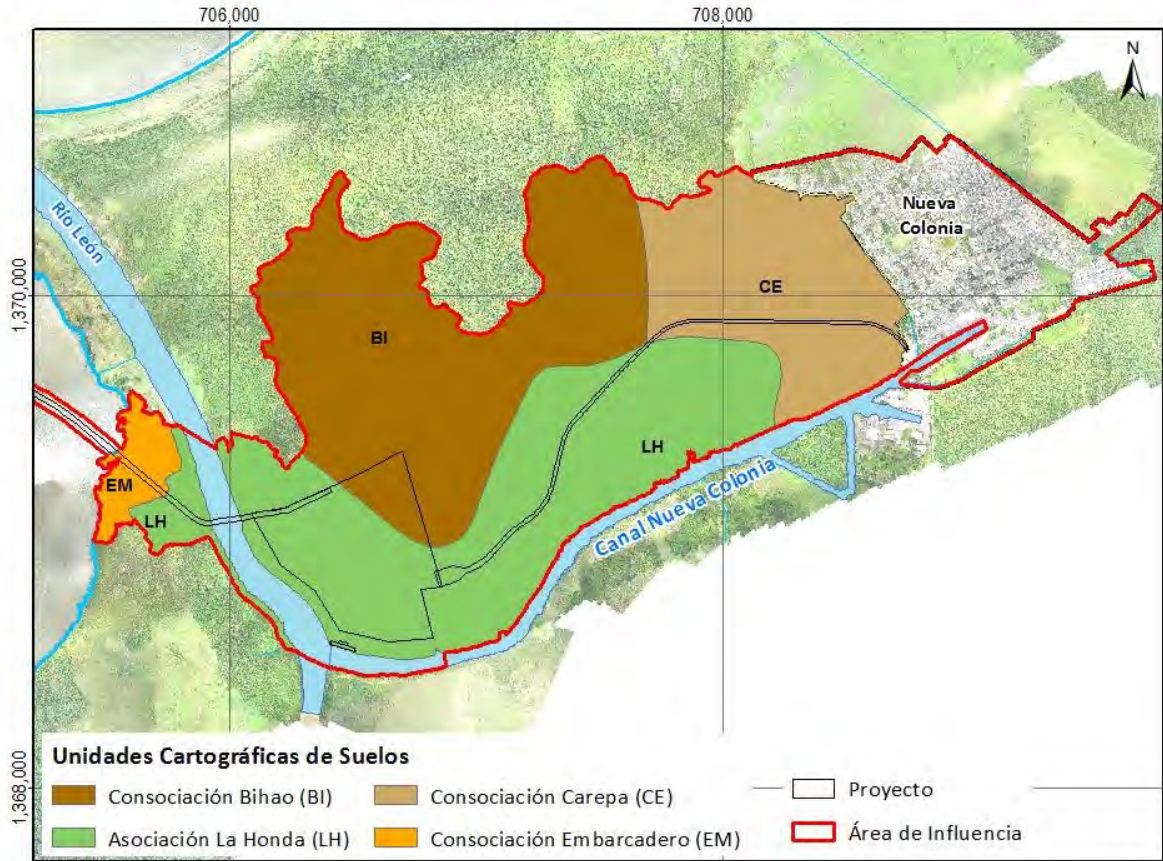 706,000
708,000
N
Nueva
Colonia
Río León
1,370,000
CE
BI
LH
EM
LH
Canal Nueva Colonia
1,368,000
Unidades Cartográficas de Suelos
Consociación Bihao (BI)
Consociación Carepa (CE)
Proyecto
Asociación La Honda (LH)
Consociación Embarcadero (EM)
Área de Influencia